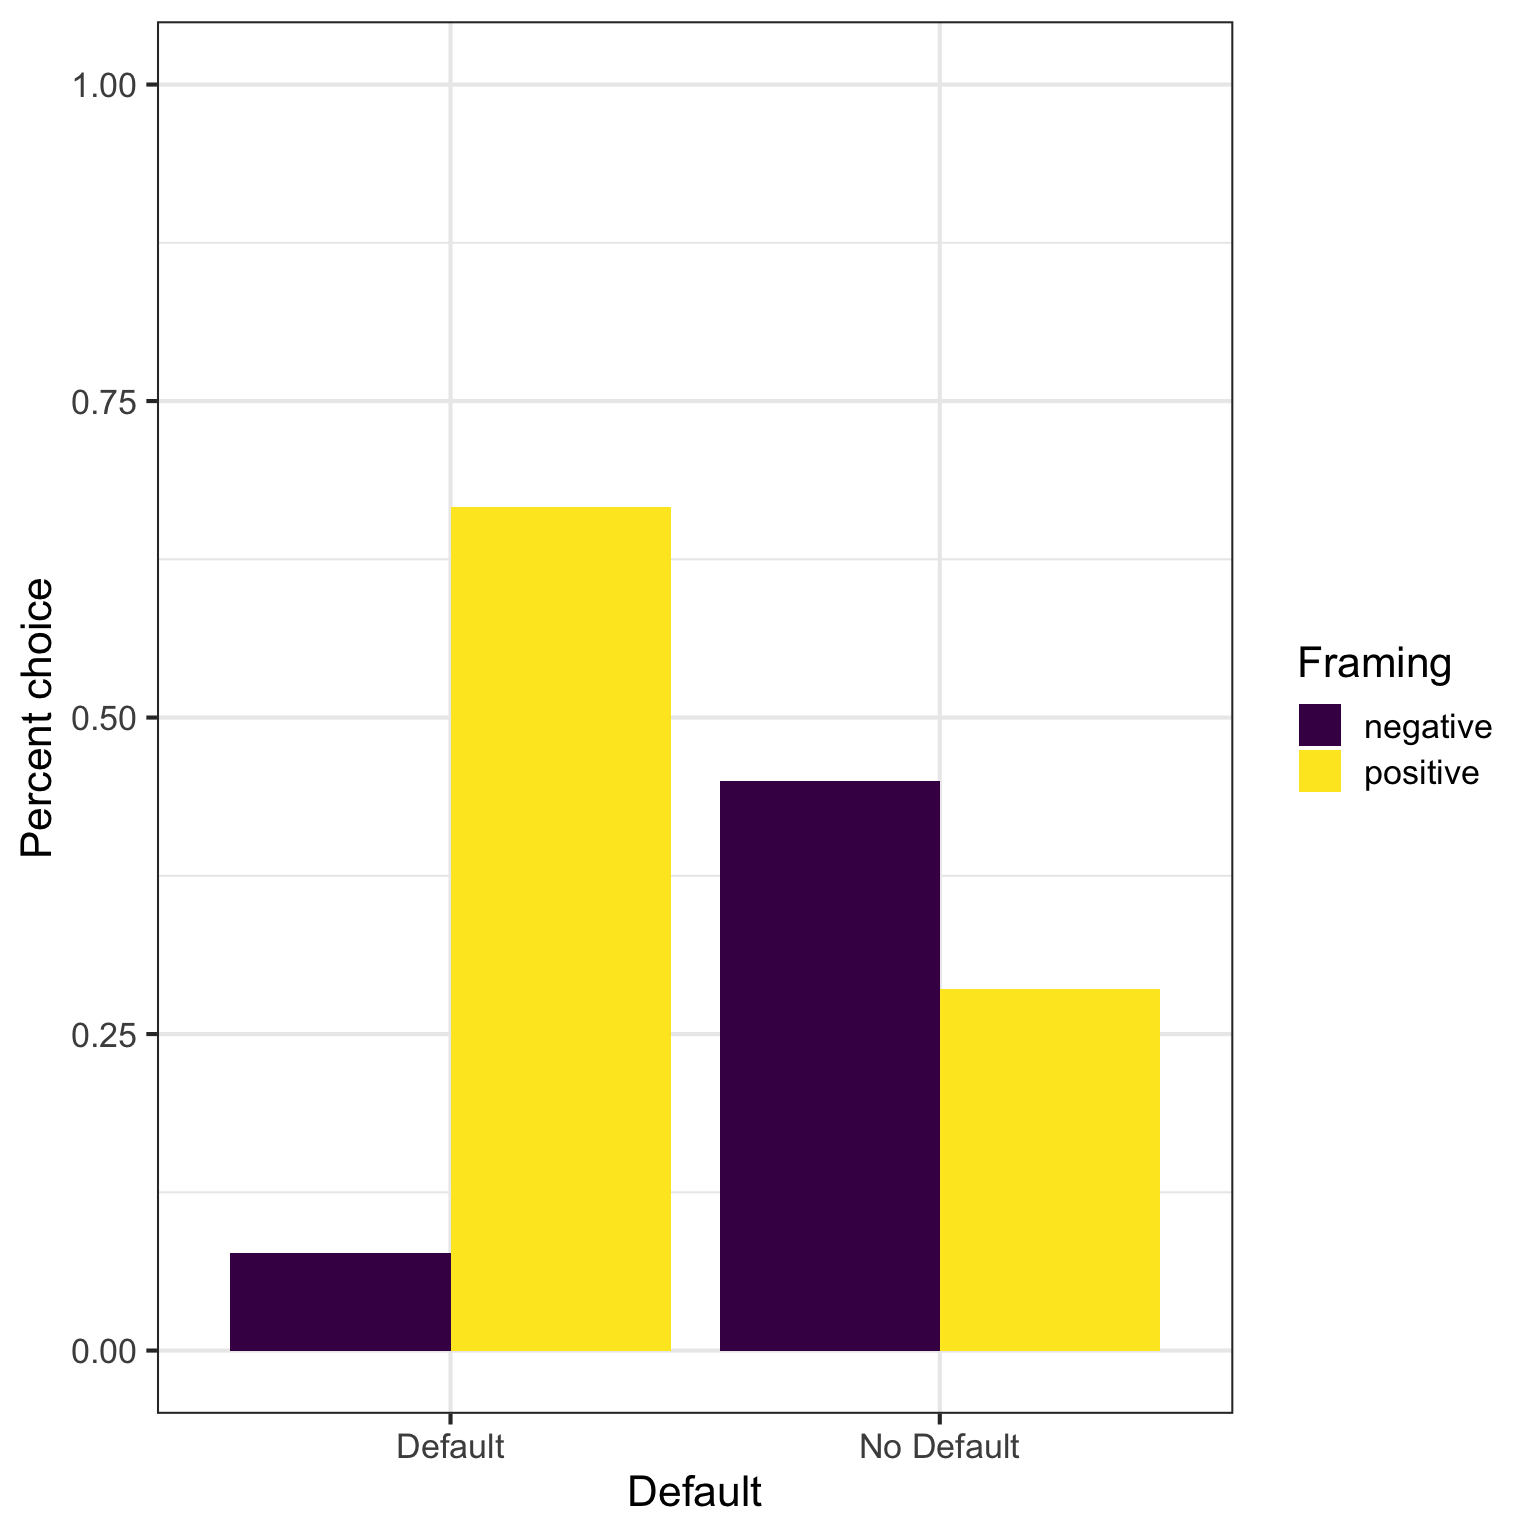 1.00
0.75
0.50
0.25
0.00
Percent choice
Default
No Default
Default
Framing
negative
positive